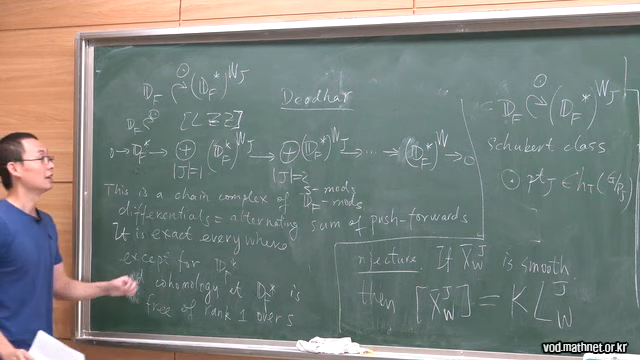 𝔻_F ⊙ (𝔻_F^*)^{W_J}
Deodhar
𝔻_F [LZZ]
0 → 𝔻_F^* → ⊕_{|J|=1} (𝔻_F^*)^{W_J} → ⊕_{|J|=2} (𝔻_F^*)^{W_J} → ... → (𝔻_F^*)^W → 0
This is a chain complex of S-mods
𝔻_F-mods
differentials = alternating sum of push-forwards
It is exact everywhere
except for 𝔻_F^*
cohomology at 𝔻_F^* is
free of rank 1 over S
𝔻_F ⊙ (𝔻_F^*)^{W_J}
Schubert class
⊙ pt_J ∈ h_T(G/P_J)
njecture. If X_w^J is smooth
then [X_w^J] = KL_w^J
vod.mathnet.or.kr